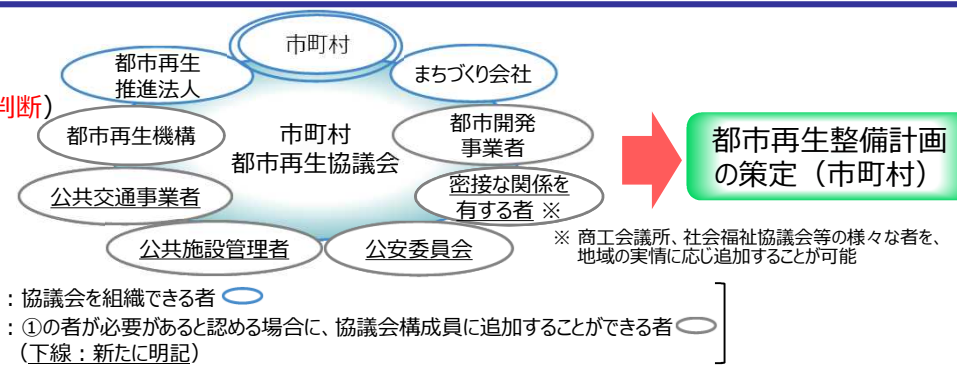 市町村
都市再生
推進法人
まちづくり会社
判断）
都市再生機構
市町村
都市再生協議会
都市開発
事業者
都市再生整備計画
の策定（市町村）
公共交通事業者
密接な関係を
有する者 ※
公共施設管理者
公安委員会
※ 商工会議所、社会福祉協議会等の様々な者を、
地域の実情に応じ追加することが可能
：協議会を組織できる者
：①の者が必要があると認める場合に、協議会構成員に追加することができる者
（下線：新たに明記）